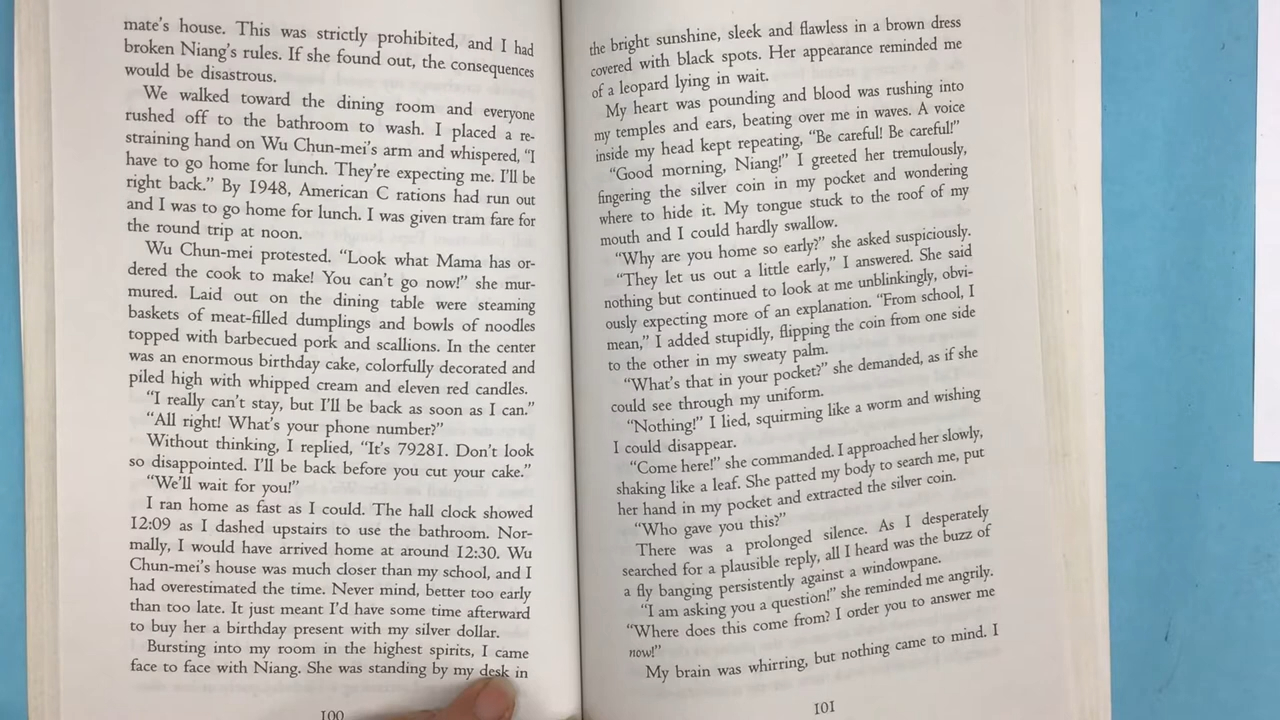 mate's house. This was strictly prohibited, and I had
broken Niang's rules. If she found out, the consequences
would be disastrous.
We walked toward the dining room and everyone
rushed off to the bathroom to wash. I placed a re-
straining hand on Wu Chun-mei's arm and whispered, “I
have to go home for lunch. They're expecting me. I'll be
right back.” By 1948, American C rations had run out
and I was to go home for lunch. I was given tram fare for
the round trip at noon.
Wu Chun-mei protested. “Look what Mama has or-
dered the cook to make! You can't go now!” she mur-
mured. Laid out on the dining table were steaming
baskets of meat-filled dumplings and bowls of noodles
topped with barbecued pork and scallions. In the center
was an enormous birthday cake, colorfully decorated and
piled high with whipped cream and eleven red candles.
“I really can't stay, but I'll be back as soon as I can.”
“All right! What's your phone number?”
Without thinking, I replied, “It's 79281. Don't look
so disappointed. I'll be back before you cut your cake.”
“We'll wait for you!”
I ran home as fast as I could. The hall clock showed
12:09 as I dashed upstairs to use the bathroom. Nor-
mally, I would have arrived home at around 12:30. Wu
Chun-mei's house was much closer than my school, and I
had overestimated the time. Never mind, better too early
than too late. It just meant I'd have some time afterward
to buy her a birthday present with my silver dollar.
Bursting into my room in the highest spirits, I came
face to face with Niang. She was standing by my desk in
100
the bright sunshine, sleek and flawless in a brown dress
covered with black spots. Her appearance reminded me
of a leopard lying in wait.
My heart was pounding and blood was rushing into
my temples and ears, beating over me in waves. A voice
inside my head kept repeating, “Be careful! Be careful!”
“Good morning, Niang!” I greeted her tremulously,
fingering the silver coin in my pocket and wondering
where to hide it. My tongue stuck to the roof of my
mouth and I could hardly swallow.
“Why are you home so early?” she asked suspiciously.
“They let us out a little early,” I answered. She said
nothing but continued to look at me unblinkingly, obvi-
ously expecting more of an explanation. “From school, I
mean,” I added stupidly, flipping the coin from one side
to the other in my sweaty palm.
“What's that in your pocket?” she demanded, as if she
could see through my uniform.
“Nothing!” I lied, squirming like a worm and wishing
I could disappear.
“Come here!” she commanded. I approached her slowly,
shaking like a leaf. She patted my body to search me, put
her hand in my pocket and extracted the silver coin.
“Who gave you this?”
There was a prolonged silence. As I desperately
searched for a plausible reply, all I heard was the buzz of
a fly banging persistently against a windowpane.
“I am asking you a question!” she reminded me angrily.
“Where does this come from? I order you to answer me
now!”
My brain was whirring, but nothing came to mind. I
101